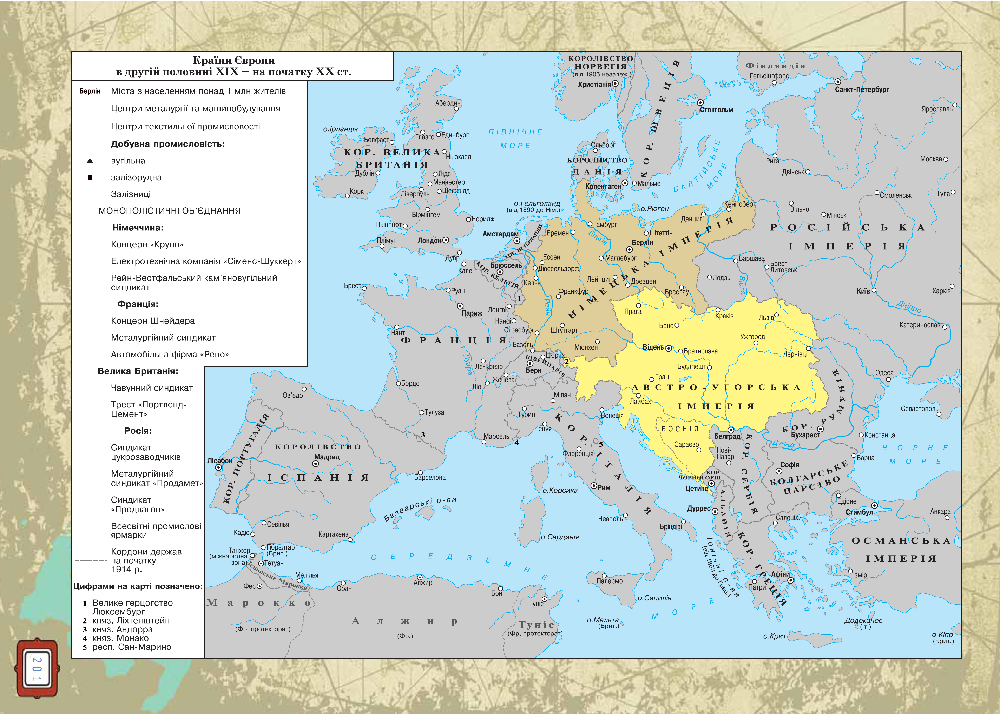 Країни Європи
в другій половині XIX – на початку XX ст.
Берлін Міста з населенням понад 1 млн жителів
Центри металургії та машинобудування
Центри текстильної промисловості
Добувна промисловість:
вугільна
залізорудна
Залізниці
МОНОПОЛІСТИЧНІ ОБ’ЄДНАННЯ
Німеччина:
Концерн «Крупп»
Електротехнічна компанія «Сіменс-Шуккерт»
Рейн-Вестфальський кам’яновугільний
синдикат
Франція:
Концерн Шнейдера
Металургійний синдикат
Автомобільна фірма «Рено»
Велика Британія:
Чавунний синдикат
Трест «Портленд-
Цемент»
Росія:
Синдикат
цукрозаводчиків
Металургійний
синдикат «Продамет»
Синдикат
«Продвагон»
Всесвітні промислові
ярмарки
Кордони держав
на початку
1914 р.
Цифрами на карті позначено:
1 Велике герцогство
Люксембург
2 княз. Ліхтенштейн
3 княз. Андорра
4 княз. Монако
5 респ. Сан-Марино
КОРОЛІВСТВО
НОРВЕГІЯ
(від 1905 незалеж.)
Христіанія
КОР. ШВЕЦІЯ
Стокгольм
Мальме
Фінляндія
Гельсінгфорс
Санкт-Петербург
Ярославль
Москва
Тула
Рига
Двінськ
Смоленськ
Вільно
Мінськ
РОСІЙСЬКА
ІМПЕРІЯ
Варшава
Брест-
Литовськ
Лодзь
Вісла
Київ
Харків
Дніпро
Катеринослав
Одеса
Севастополь
о.Ірландія
Абердин
Глазго
Единбург
Белфаст
КОР. ВЕЛИКА
БРИТАНІЯ
Ньюкасл
Дублін
Лідс
Манчестер
Ліверпуль
Шеффілд
Корк
Бірмінгем
Норидж
Ньюпорт
Плімут
Лондон
Дувр
ПІВНІЧНЕ
МОРЕ
БАЛТІЙСЬКЕ
МОРЕ
Ольборг
КОРОЛІВСТВО
ДАНІЯ
Копенгаген
о.Гельголанд
(від 1890 до Нім.)
о.Рюген
Кенігсберг
Данциг
Гамбург
Бремен
Штеттін
Ельба
Берлін
Магдебург
НІМЕЦЬКА ІМПЕРІЯ
Ессен
Дюссельдорф
Кельн
Лейпциг
Дрезден
Бреслау
Франкфурт
Рейн
Штутгарт
Страсбург
Мюнхен
Амстердам
КОР. НІДЕРЛАНДИ
Брюссель
КОР. БЕЛЬГІЯ
1
Кале
Брест
Руан
Париж
Лонгві
Нансі
Нант
ФРАНЦІЯ
Луара
Ле-Крезо
Бордо
Ліон
Тулуза
Марсель
3
4
Базель
Цюрих
ШВЕЙЦАРІЯ
Берн
Женева
2
Прага
Краків
Львів
Брно
Ужгород
Відень
Братислава
Чернівці
Будапешт
Грац
АВСТРО-УГОРСЬКА
ІМПЕРІЯ
Лайбах
БОСНІЯ
Сараєво
Мілан
Турин
Венеція
Генуя
КОР. ІТАЛІЯ
5
Флоренція
Рим
Неаполь
Бріндізі
о.Корсика
о.Сардинія
Палермо
о.Сицилія
о.Мальта
(Брит.)
Белград
КОР. СЕРБІЯ
Нові-
Пазар
КОР.
ЧОРНОГОРІЯ
Цетине
АЛБАНІЯ
Дуррес
КОР. РУМУНІЯ
Бухарест
Дунай
Констанца
Варна
Софія
БОЛГАРСЬКЕ
ЦАРСТВО
ЧОРНЕ
МОРЕ
Едірне
Стамбул
Анкара
Салоніки
ОСМАНСЬКА
ІМПЕРІЯ
Ізмір
КОР. ГРЕЦІЯ
Афіни
Патри
Іонічні о-ви
(від 1863 до Грец.)
Додеканес
(Іт.)
о.Крит
о.Кіпр
(Брит.)
Ов'єдо
КОР. ПОРТУГАЛІЯ
Лісабон
КОРОЛІВСТВО
ІСПАНІЯ
Мадрид
Барселона
Балеарські о-ви
Севілья
Кадіс
Картахена
Гібралтар
(Брит.)
Танжер
(міжнародна
зона)
Тетуан
Іспанське Марокко
Мелілья
Фес
Марокко
(Фр. протекторат)
Оран
Алжир
Бон
Алжир
(Фр.)
Туніс
Туніс
(Фр. протекторат)
СЕРЕДЗЕМНЕ
МОРЕ
201